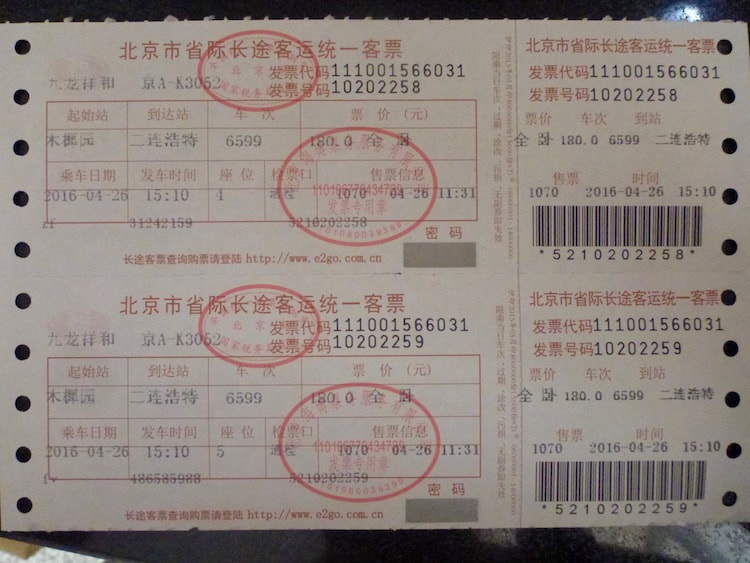 北京市省际长途客运统一客票
九龙祥和 京A-K3052 发票代码111001566031
发票号码10202258
起始站 到达站 车次 票价 (元)
木樨园 二连浩特 6599 180.0 全 圆
乘车日期 发车时间 座位 检票口 售票信息
2016-04-26 15:10 4 1070 04-26 11:31
发票专用章
31242159 5210202258
密码
长途客票查询购票请登陆 http://www.e2go.com.cn
北京市省际长途客运统一客票
发票代码111001566031
发票号码10202258
票价 车次 到站
全 180.0 6599 二连浩特
售票 时间
1070 2016-04-26 15:10
*5210202258*
北京市省际长途客运统一客票
九龙祥和 京A-K3052 发票代码111001566031
发票号码10202259
起始站 到达站 车次 票价 (元)
木樨园 二连浩特 6599 180.0 全
乘车日期 发车时间 座位 检票口 售票信息
2016-04-26 15:10 5 1070 04-26 11:31
发票专用章
486585988 5210202259
密码
长途客票查询购票请登陆 http://www.e2go.com.cn
北京市省际长途客运统一客票
发票代码111001566031
发票号码10202259
票价 车次 到站
全 180.0 6599 二连浩特
售票 时间
1070 2016-04-26 15:10
*5210202259*